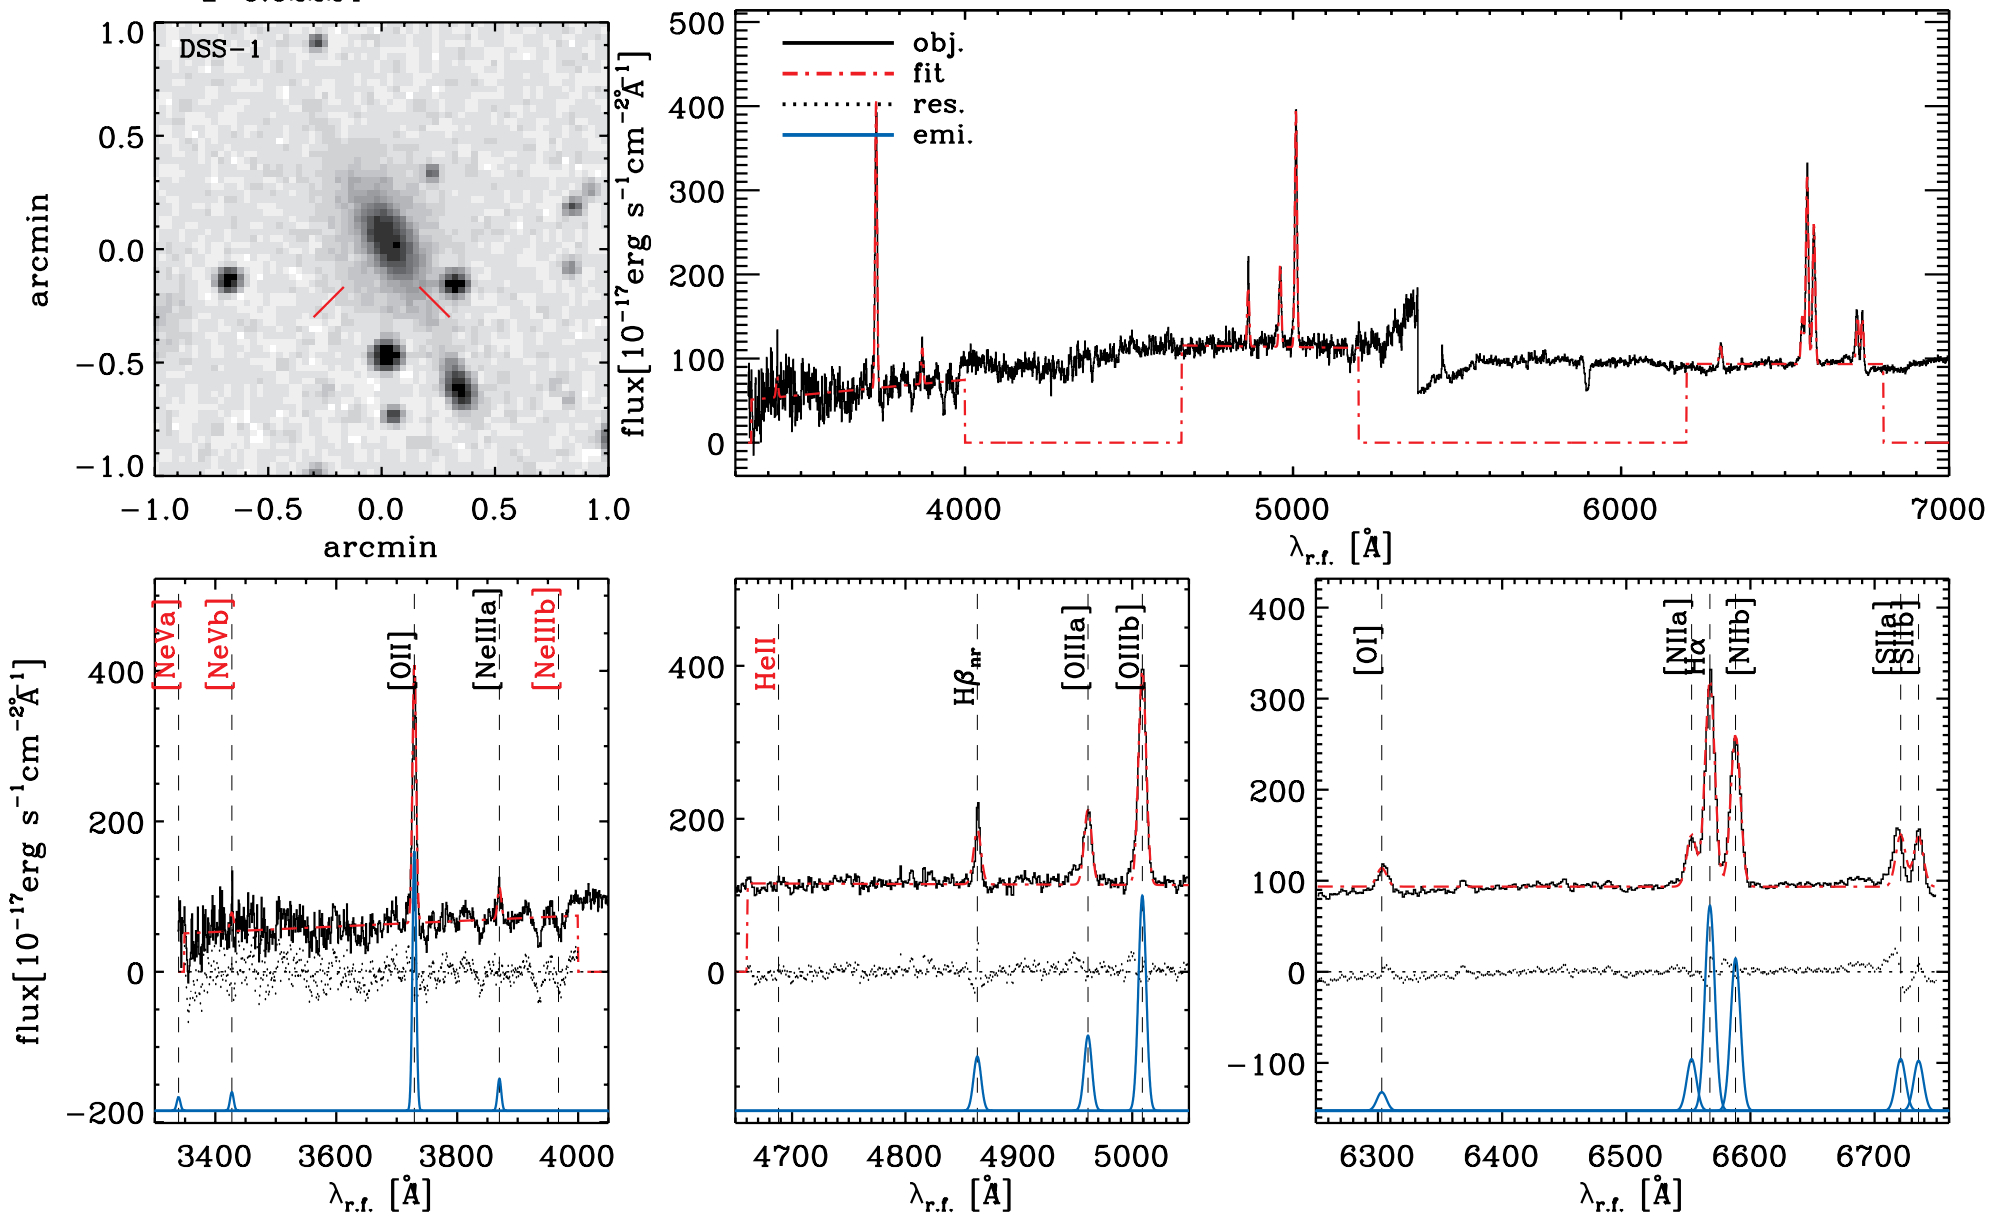 DSS-1
1.0
0.5
0.0
−0.5
−1.0
−1.0 −0.5 0.0 0.5 1.0
arcmin
arcmin
500
400
300
200
100
0
flux[10⁻¹⁷erg s⁻¹cm⁻²Å⁻¹]
obj.
fit
res.
emi.
4000 5000 6000 7000
λr.f. [Å]
[NeVa] [NeVb] [OII] [NeIIIa] [NeIIIb]
400
200
0
−200
flux[10⁻¹⁷erg s⁻¹cm⁻²Å⁻¹]
3400 3600 3800 4000
λr.f. [Å]
HeII Hβnr [OIIIa] [OIIIb]
400
200
0
4700 4800 4900 5000
λr.f. [Å]
[OI] [NIIa] Hα [NIIb] [SIIa] [SIIb]
400
300
200
100
0
−100
6300 6400 6500 6600 6700
λr.f. [Å]